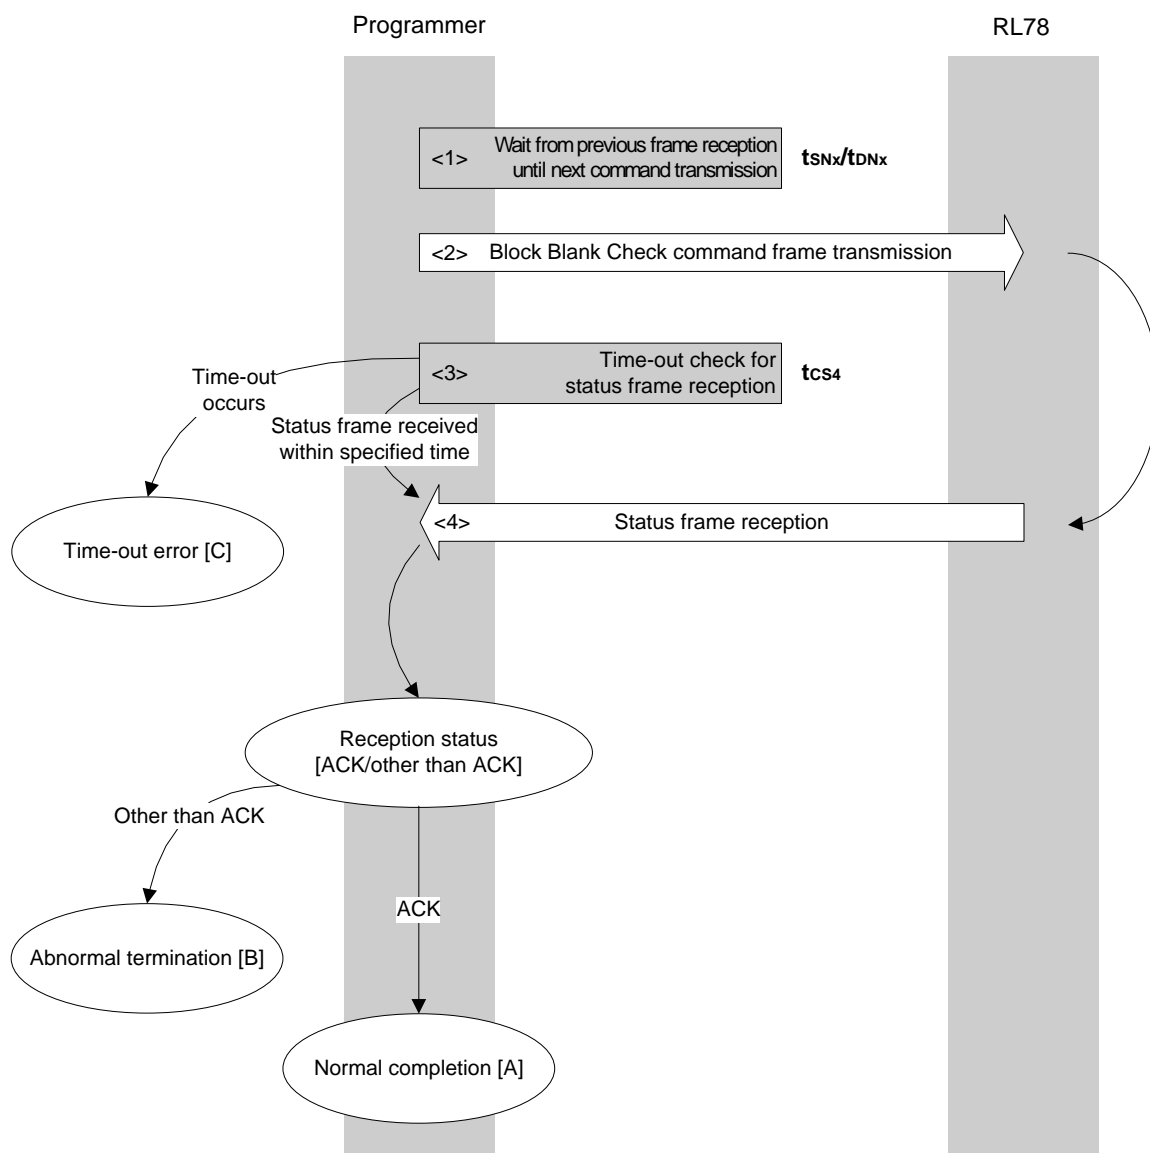 Programmer
RL78
<1> Wait from previous frame reception
until next command transmission
tSNx/tDNx
<2> Block Blank Check command frame transmission
<3> Time-out check for
status frame reception
tCS4
Time-out
occurs
Status frame received
within specified time
<4> Status frame reception
Time-out error [C]
Reception status
[ACK/other than ACK]
Other than ACK
ACK
Abnormal termination [B]
Normal completion [A]